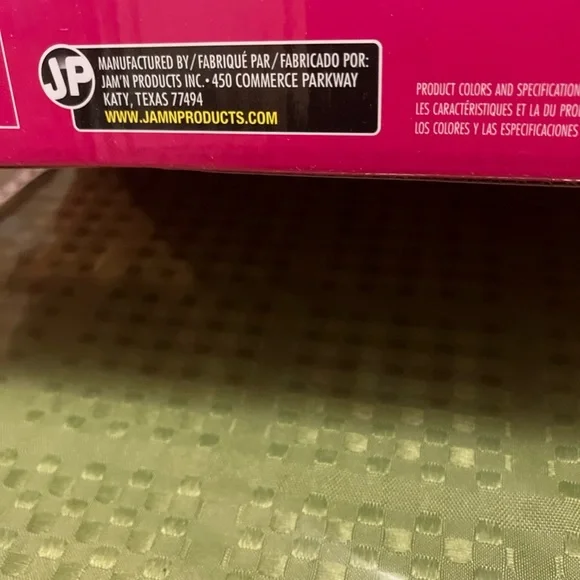 JP
MANUFACTURED BY/FABRIQUÉ PAR/FABRICADO POR:
JAM'N PRODUCTS INC.•450 COMMERCE PARKWAY
KATY, TEXAS 77494
WWW.JAMNPRODUCTS.COM
PRODUCT COLORS AND SPECIFICATION
LES CARACTÉRISTIQUES ET LA DU PRO
LOS COLORES Y LAS ESPECIFICACIONES